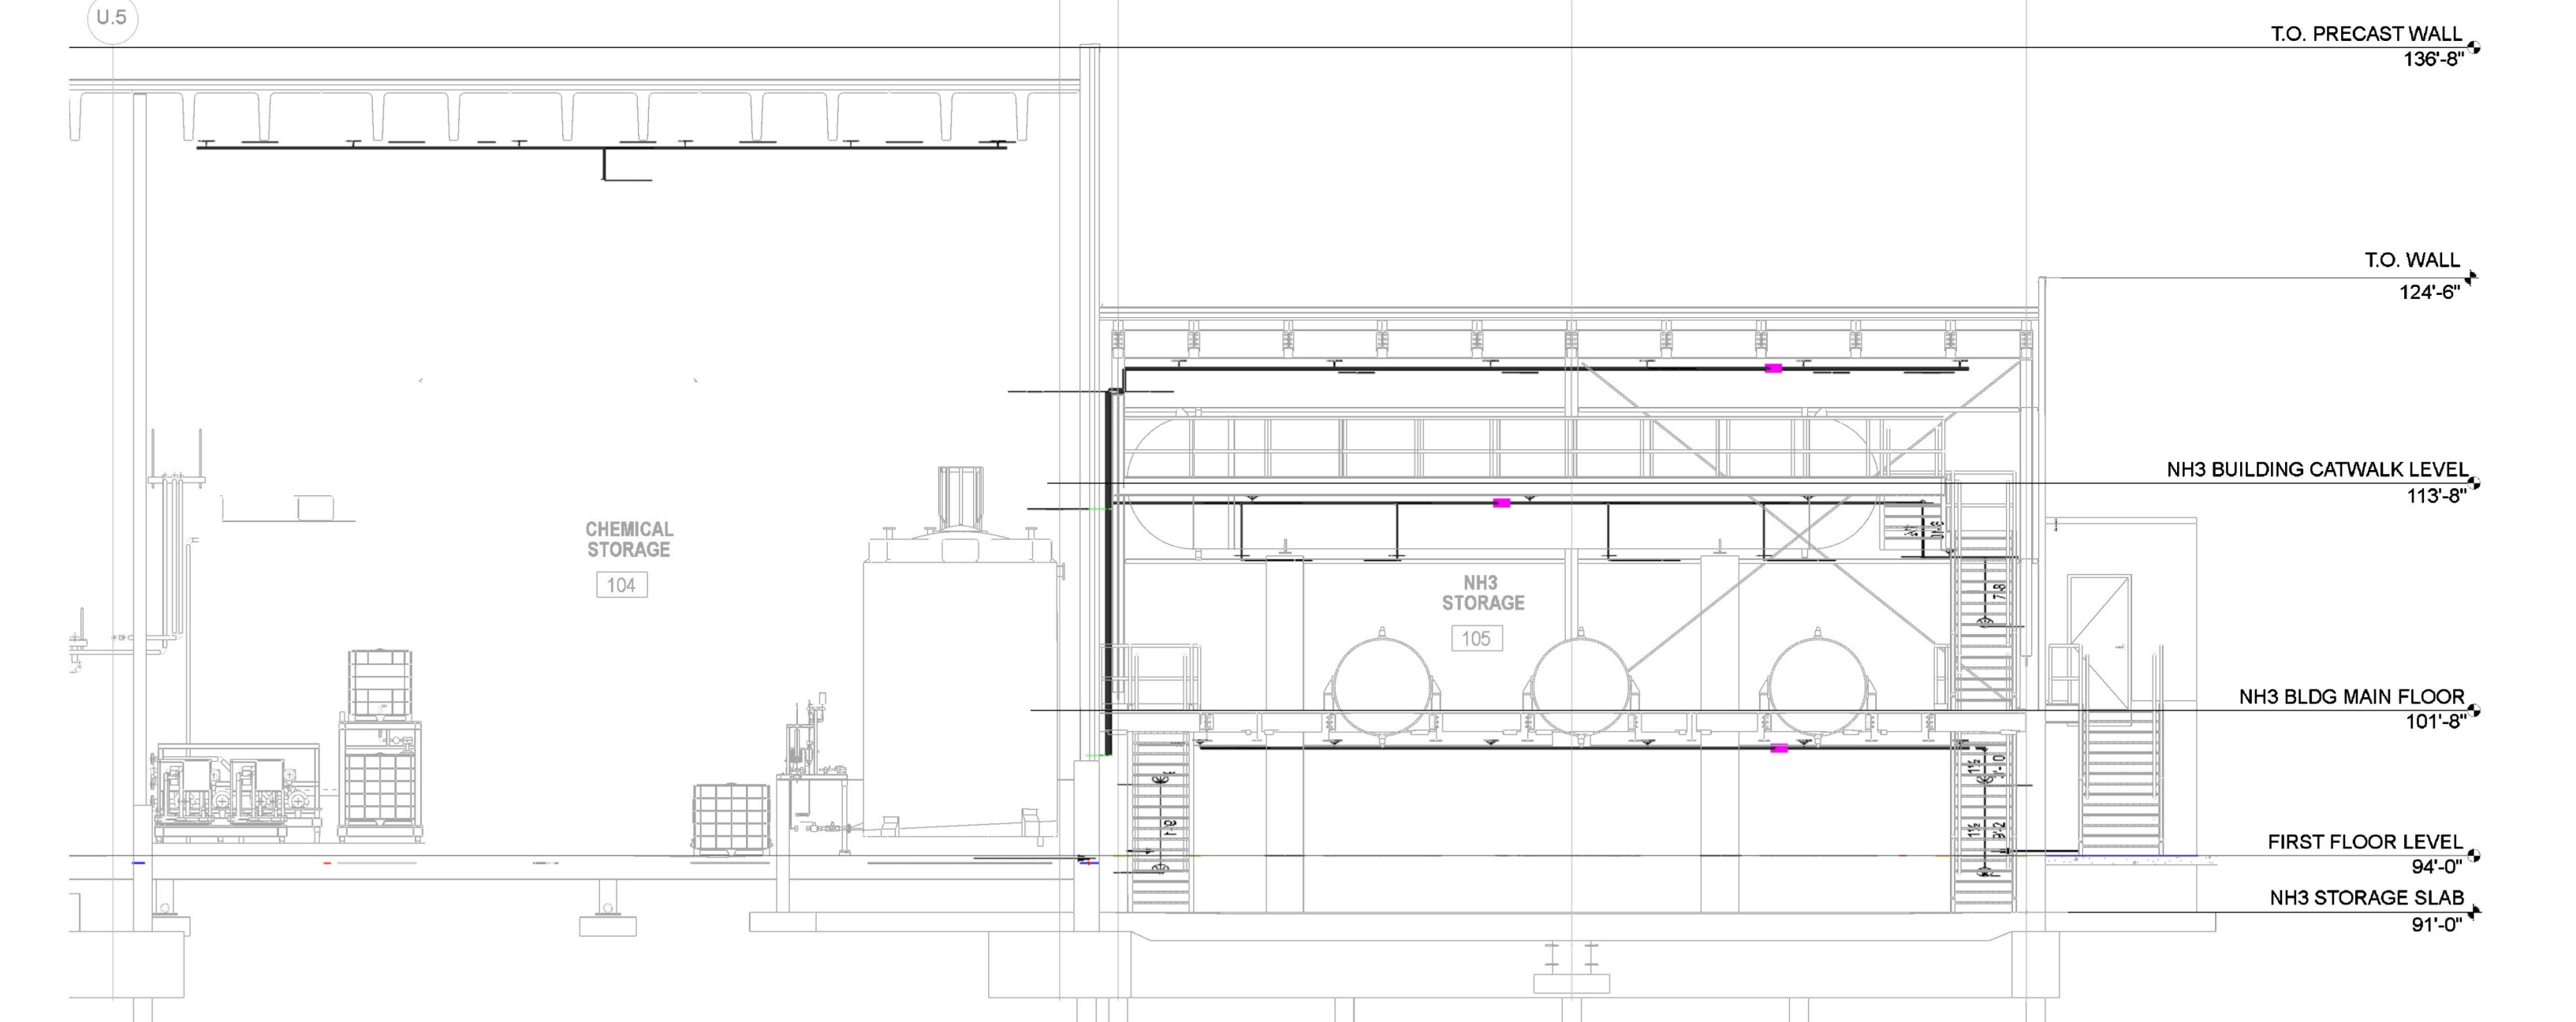 U.5
T.O. PRECAST WALL
136'-8"
T.O. WALL
124'-6"
NH3 BUILDING CATWALK LEVEL
113'-8"
CHEMICAL
STORAGE
104
NH3
STORAGE
105
NH3 BLDG MAIN FLOOR
101'-8"
FIRST FLOOR LEVEL
94'-0"
NH3 STORAGE SLAB
91'-0"